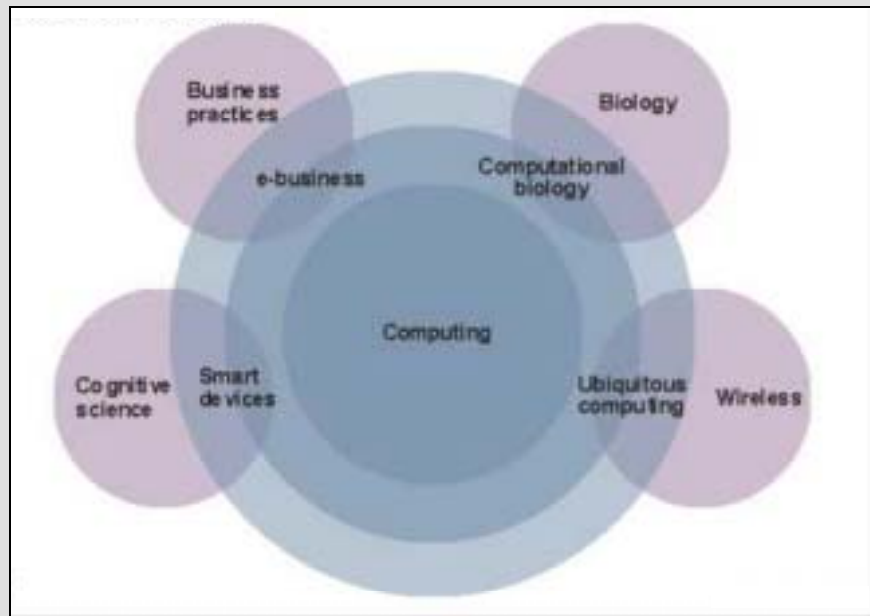 Business
practices
Biology
e-business
Computational
biology
Computing
Cognitive
science
Smart
devices
Ubiquitous
computing
Wireless